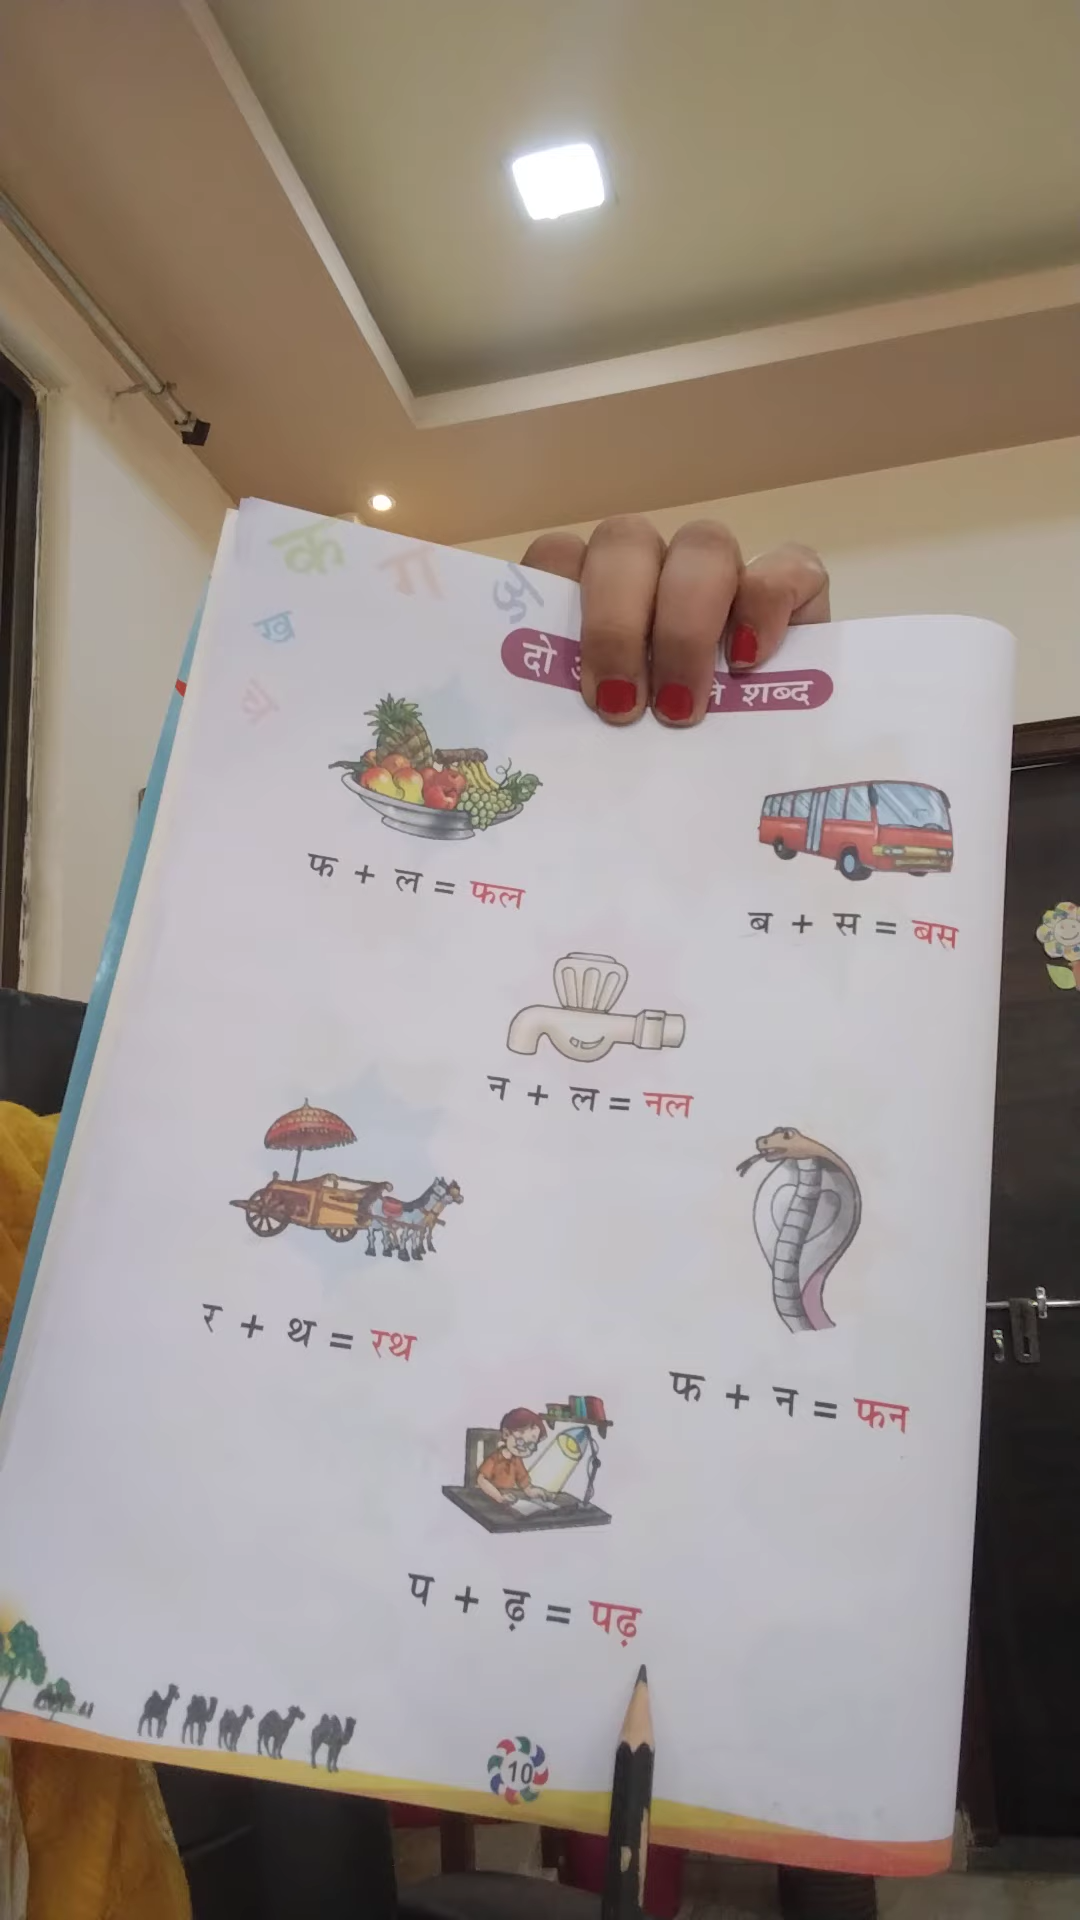 क ग ज्ञ
ख
दो शब्द
फ + ल = फल
ब + स = बस
न + ल = नल
र + थ = रथ
फ + न = फन
प + ढ़ = पढ़
10